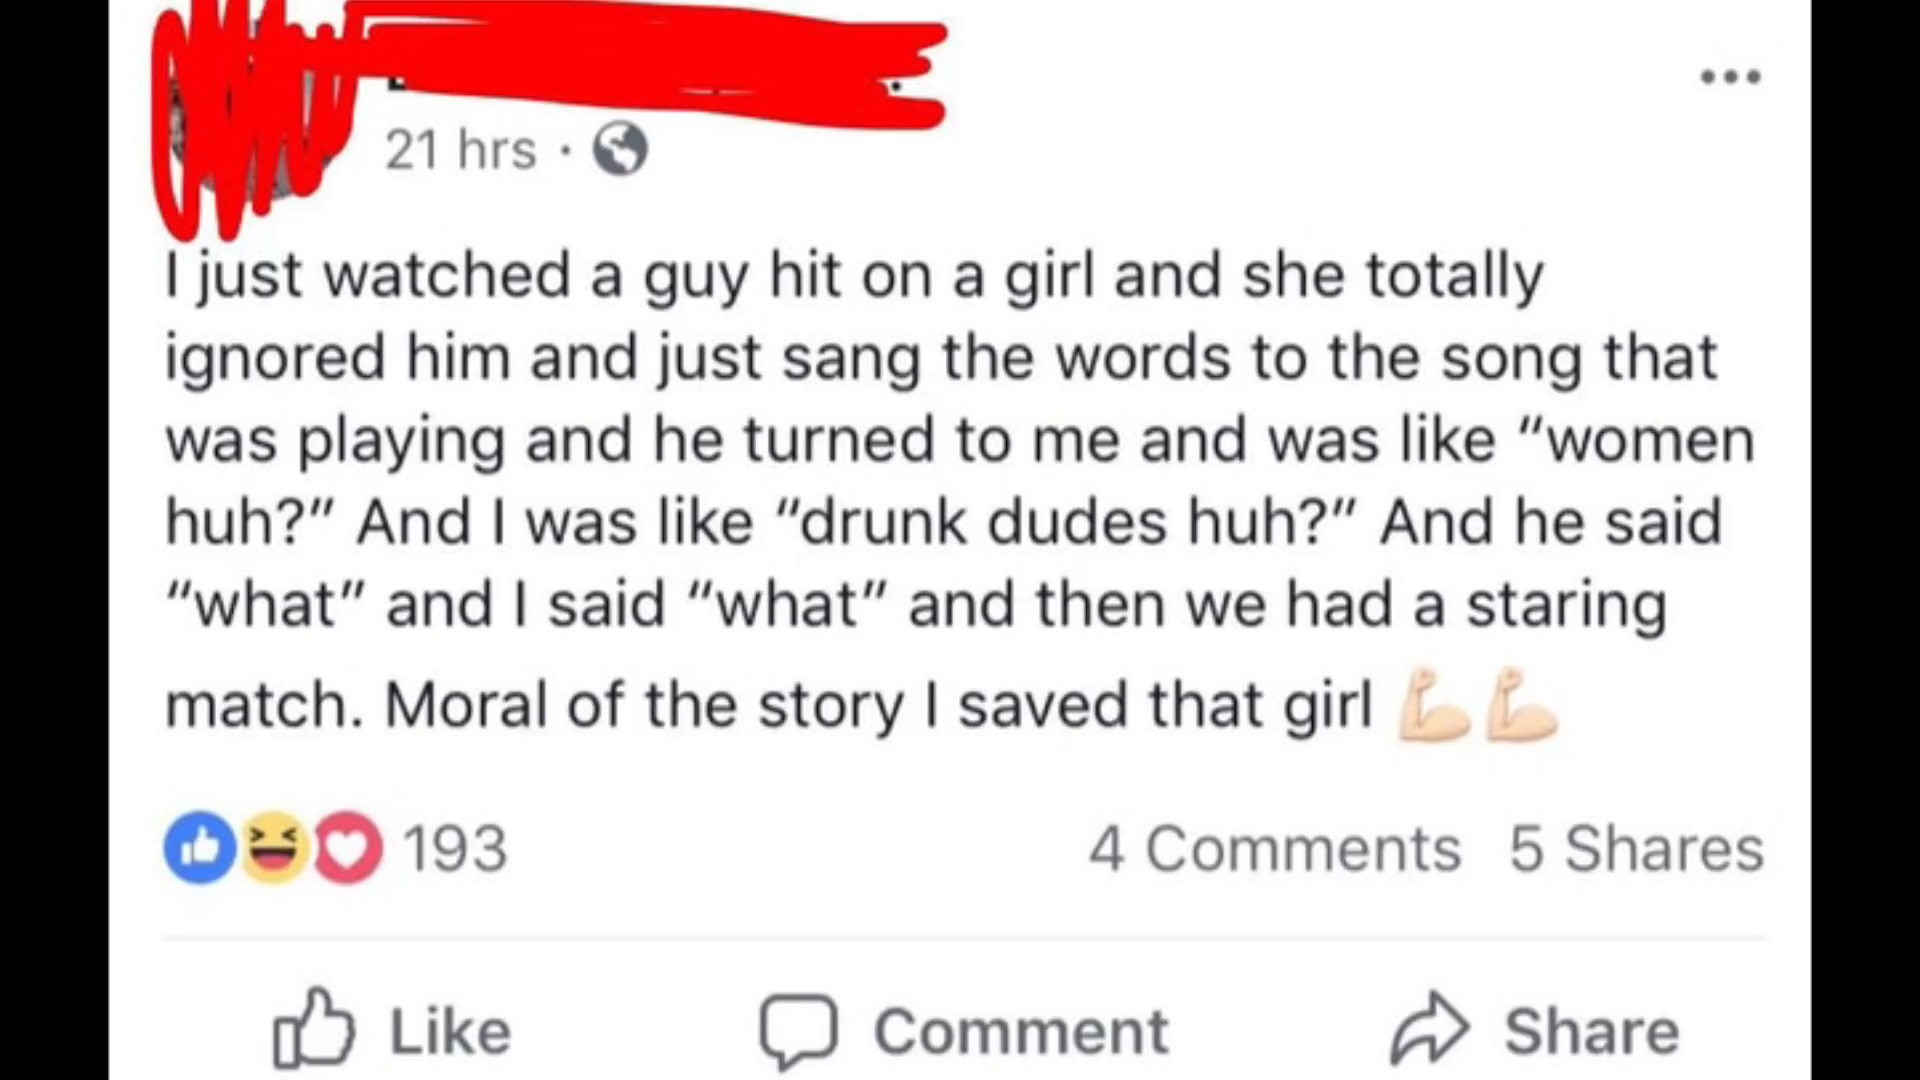 21 hrs ·
I just watched a guy hit on a girl and she totally
ignored him and just sang the words to the song that
was playing and he turned to me and was like “women
huh?” And I was like “drunk dudes huh?” And he said
“what” and I said “what” and then we had a staring
match. Moral of the story I saved that girl 💪🏻💪🏻
193 4 Comments 5 Shares
Like Comment Share